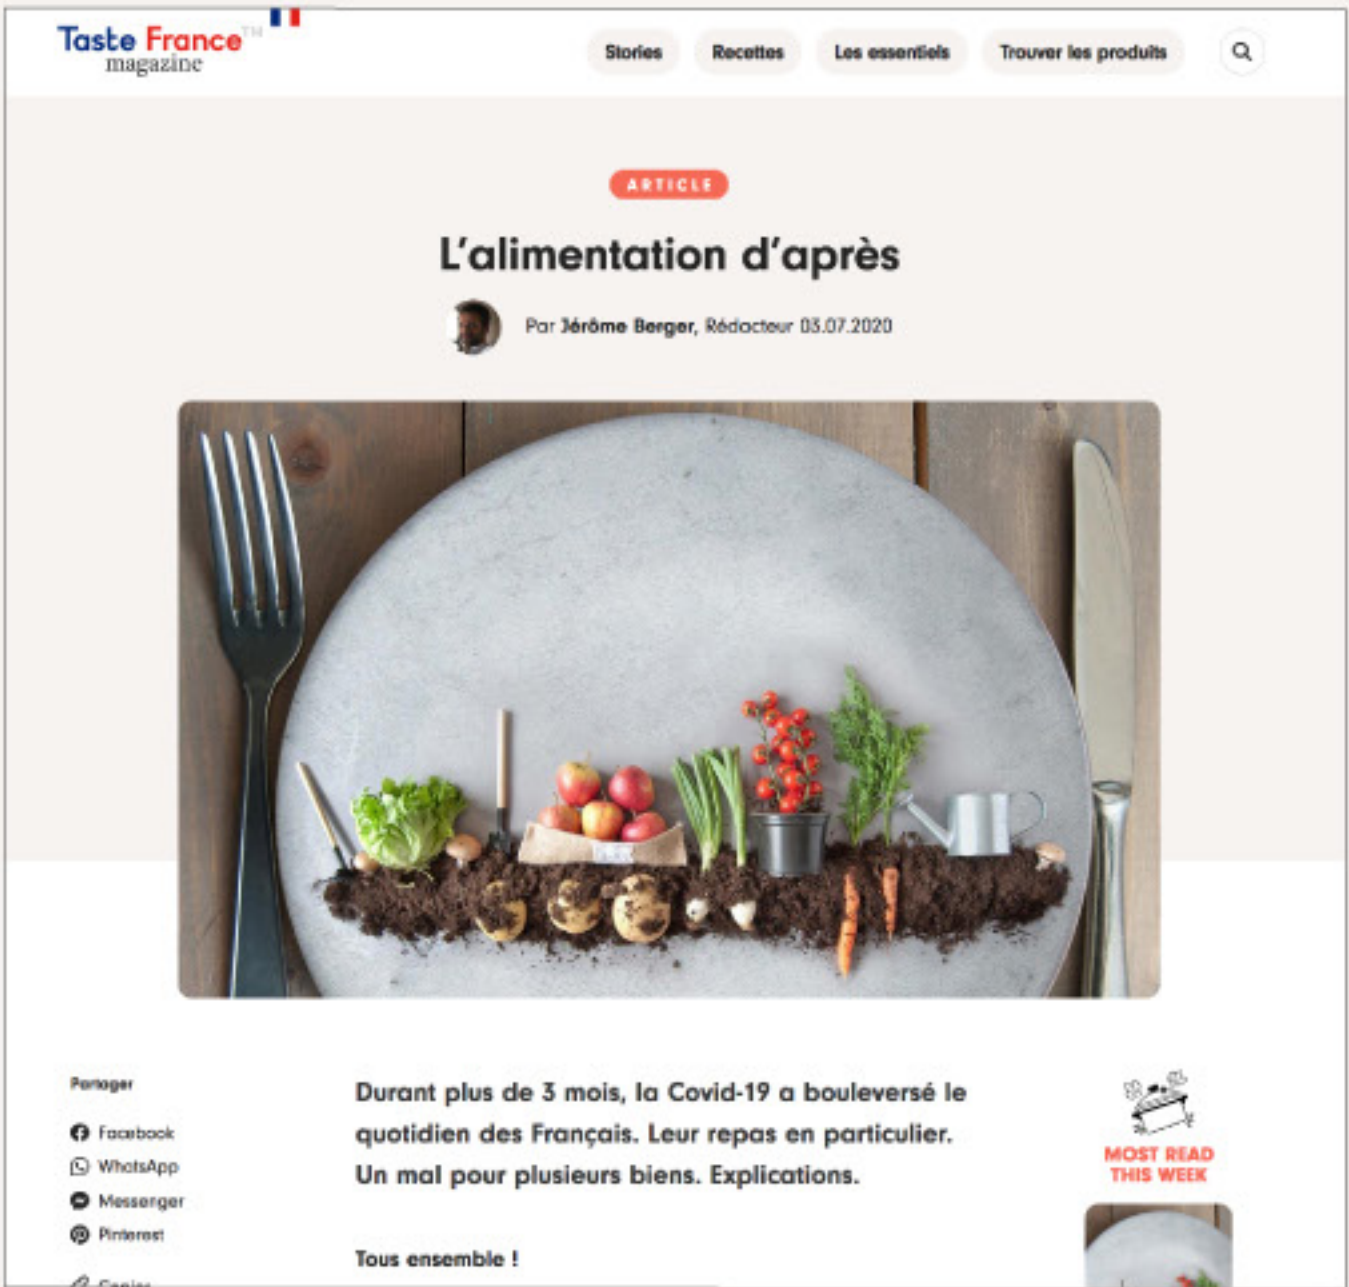 Taste France TM
magazine
Stories
Recettes
Les essentiels
Trouver les produits
ARTICLE
L'alimentation d'après
Par Jérôme Berger, Rédacteur 03.07.2020
Partager
Facebook
WhatsApp
Messenger
Pinterest
Copier
Durant plus de 3 mois, la Covid-19 a bouleversé le
quotidien des Français. Leur repas en particulier.
Un mal pour plusieurs biens. Explications.
Tous ensemble !
MOST READ
THIS WEEK